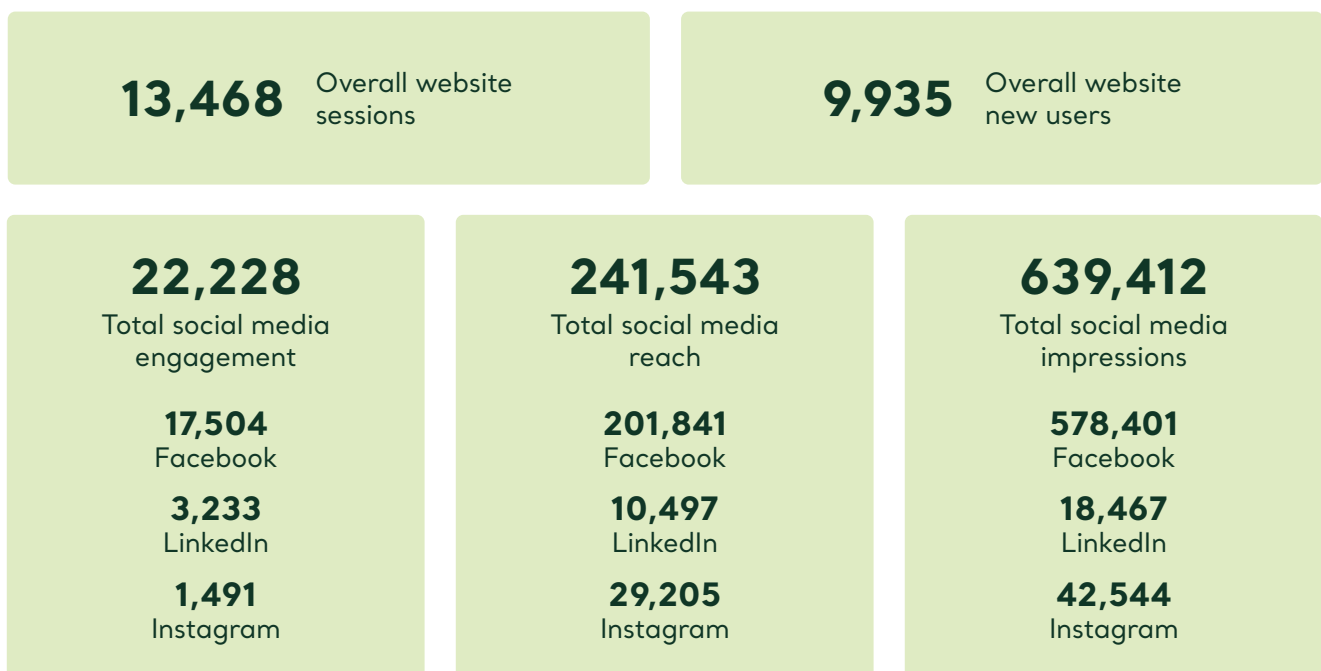 13,468
Overall website
sessions
9,935
Overall website
new users
22,228
Total social media
engagement
17,504
Facebook
3,233
LinkedIn
1,491
Instagram
241,543
Total social media
reach
201,841
Facebook
10,497
LinkedIn
29,205
Instagram
639,412
Total social media
impressions
578,401
Facebook
18,467
LinkedIn
42,544
Instagram